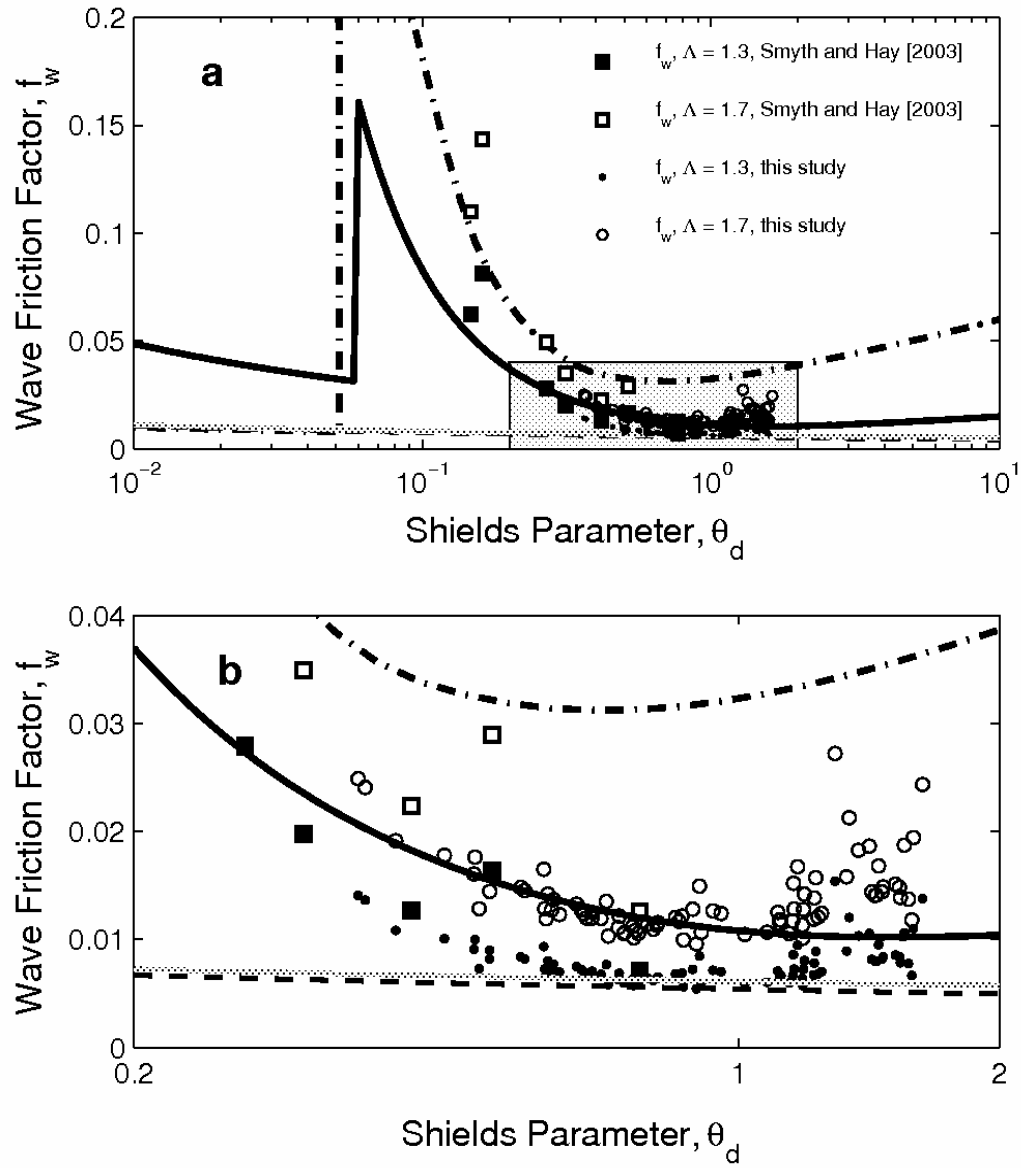 0.2
0.15
0.1
0.05
0
Wave Friction Factor, f_w
a
f_w, Λ = 1.3, Smyth and Hay [2003]
f_w, Λ = 1.7, Smyth and Hay [2003]
f_w, Λ = 1.3, this study
f_w, Λ = 1.7, this study
10^-2
10^-1
10^0
10^1
Shields Parameter, θ_d
0.04
0.03
0.02
0.01
0
Wave Friction Factor, f_w
b
0.2
1
2
Shields Parameter, θ_d